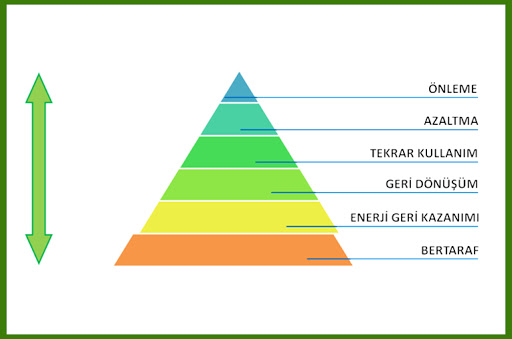 ÖNLEME
AZALTMA
TEKRAR KULLANIM
GERİ DÖNÜŞÜM
ENERJİ GERİ KAZANIMI
BERTARAF